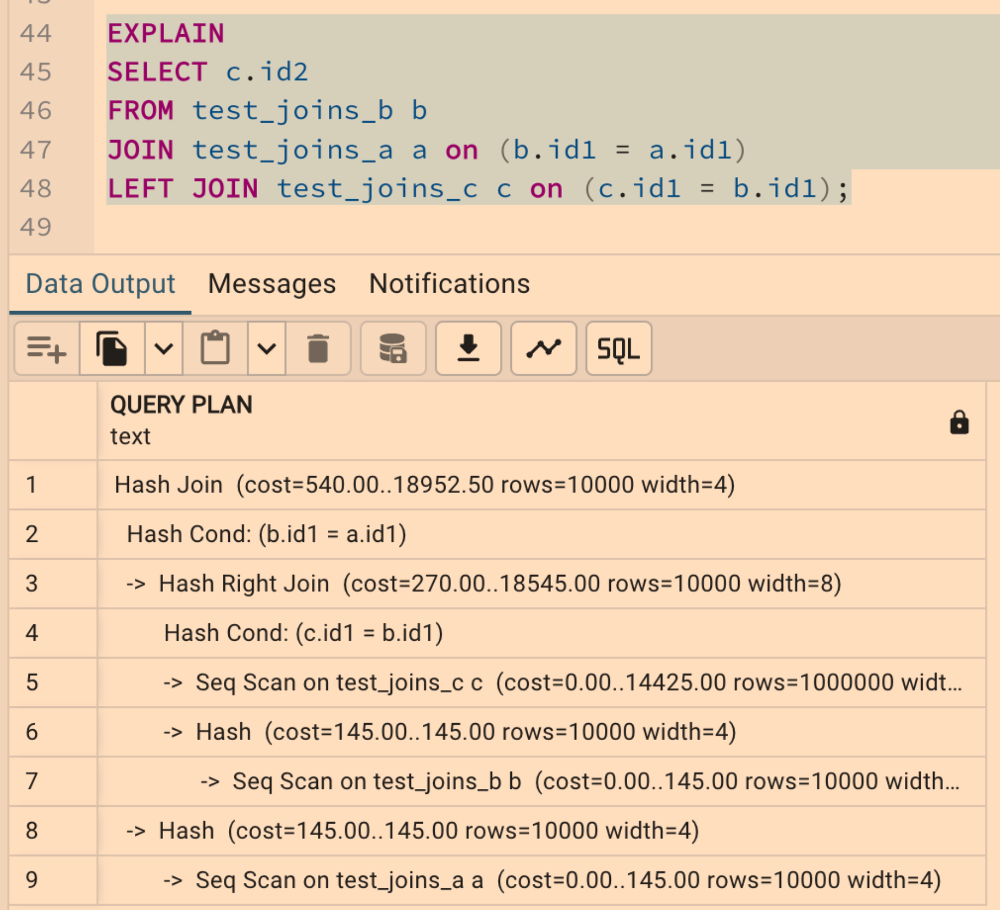 44 EXPLAIN
45 SELECT c.id2
46 FROM test_joins_b b
47 JOIN test_joins_a a on (b.id1 = a.id1)
48 LEFT JOIN test_joins_c c on (c.id1 = b.id1);
49
Data Output Messages Notifications
SQL
QUERY PLAN
text
1 Hash Join (cost=540.00..18952.50 rows=10000 width=4)
2 Hash Cond: (b.id1 = a.id1)
3 -> Hash Right Join (cost=270.00..18545.00 rows=10000 width=8)
4 Hash Cond: (c.id1 = b.id1)
5 -> Seq Scan on test_joins_c c (cost=0.00..14425.00 rows=1000000 widt...
6 -> Hash (cost=145.00..145.00 rows=10000 width=4)
7 -> Seq Scan on test_joins_b b (cost=0.00..145.00 rows=10000 width...
8 -> Hash (cost=145.00..145.00 rows=10000 width=4)
9 -> Seq Scan on test_joins_a a (cost=0.00..145.00 rows=10000 width=4)